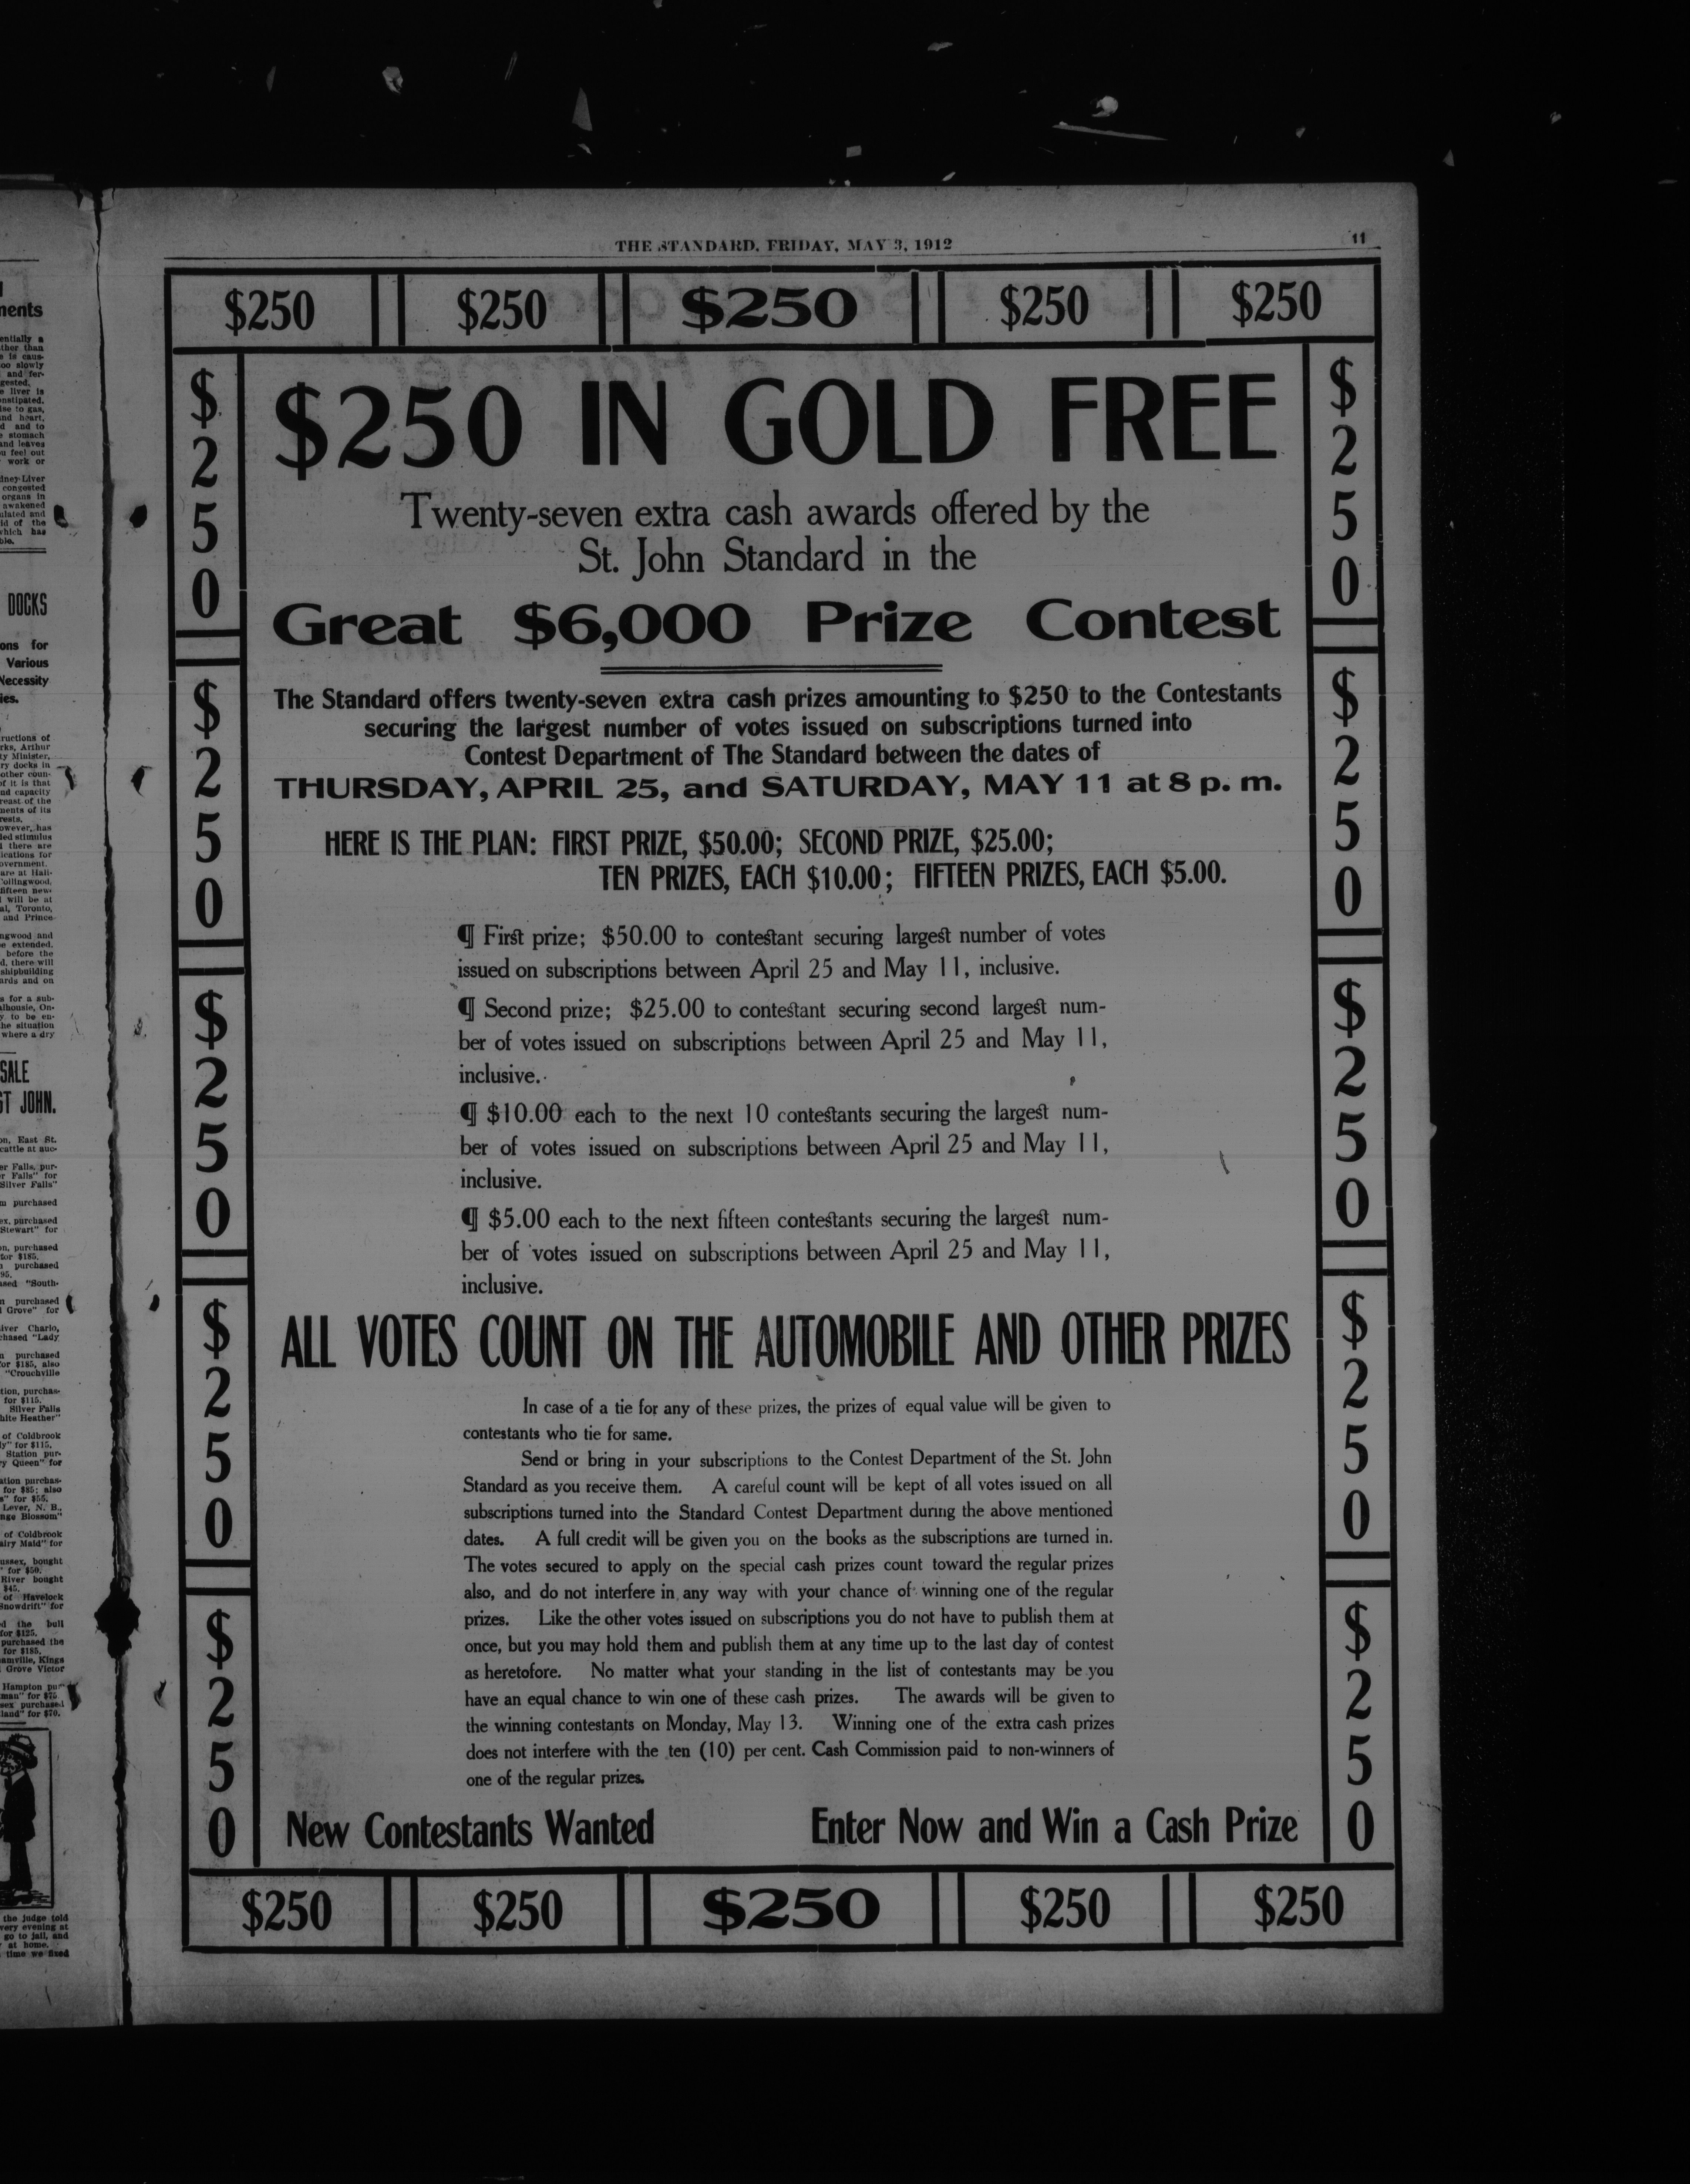 THE STANDARD, FRIDAY, MAY 3, 1912
11
$250 $250 $250 $250 $250
$250 IN GOLD FREE
Twenty-seven extra cash awards offered by the
St. John Standard in the
Great $6,000 Prize Contest
The Standard offers twenty-seven extra cash prizes amounting to $250 to the Contestants
securing the largest number of votes issued on subscriptions turned into
Contest Department of The Standard between the dates of
THURSDAY, APRIL 25, and SATURDAY, MAY 11 at 8 p. m.
HERE IS THE PLAN: FIRST PRIZE, $50.00; SECOND PRIZE, $25.00;
TEN PRIZES, EACH $10.00; FIFTEEN PRIZES, EACH $5.00.
¶ First prize; $50.00 to contestant securing largest number of votes
issued on subscriptions between April 25 and May 11, inclusive.
¶ Second prize; $25.00 to contestant securing second largest num-
ber of votes issued on subscriptions between April 25 and May 11,
inclusive.
¶ $10.00 each to the next 10 contestants securing the largest num-
ber of votes issued on subscriptions between April 25 and May 11,
inclusive.
¶ $5.00 each to the next fifteen contestants securing the largest num-
ber of votes issued on subscriptions between April 25 and May 11,
inclusive.
ALL VOTES COUNT ON THE AUTOMOBILE AND OTHER PRIZES
In case of a tie for any of these prizes, the prizes of equal value will be given to
contestants who tie for same.
Send or bring in your subscriptions to the Contest Department of the St. John
Standard as you receive them. A careful count will be kept of all votes issued on all
subscriptions turned into the Standard Contest Department during the above mentioned
dates. A full credit will be given you on the books as the subscriptions are turned in.
The votes secured to apply on the special cash prizes count toward the regular prizes
also, and do not interfere in any way with your chance of winning one of the regular
prizes. Like the other votes issued on subscriptions you do not have to publish them at
once, but you may hold them and publish them at any time up to the last day of contest
as heretofore. No matter what your standing in the list of contestants may be you
have an equal chance to win one of these cash prizes. The awards will be given to
the winning contestants on Monday, May 13. Winning one of the extra cash prizes
does not interfere with the ten (10) per cent. Cash Commission paid to non-winners of
one of the regular prizes.
New Contestants Wanted Enter Now and Win a Cash Prize
$250 $250 $250 $250 $250
$250
$250
$250
$250
$250
$250
$250
$250
$250
$250